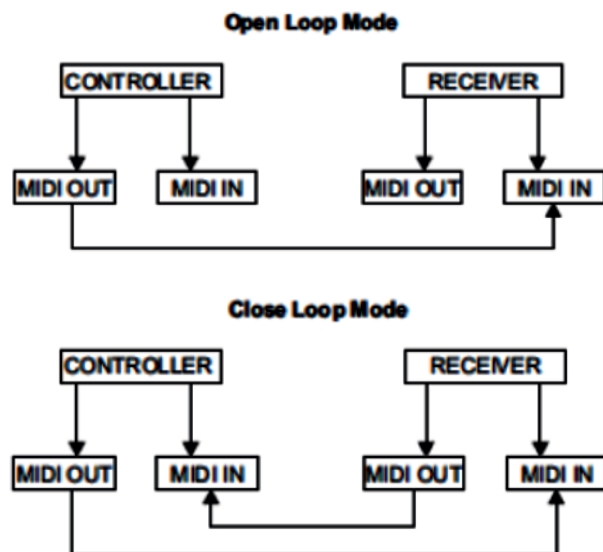 Open Loop Mode
CONTROLLER RECEIVER
MIDI OUT MIDI IN MIDI OUT MIDI IN
Close Loop Mode
CONTROLLER RECEIVER
MIDI OUT MIDI IN MIDI OUT MIDI IN